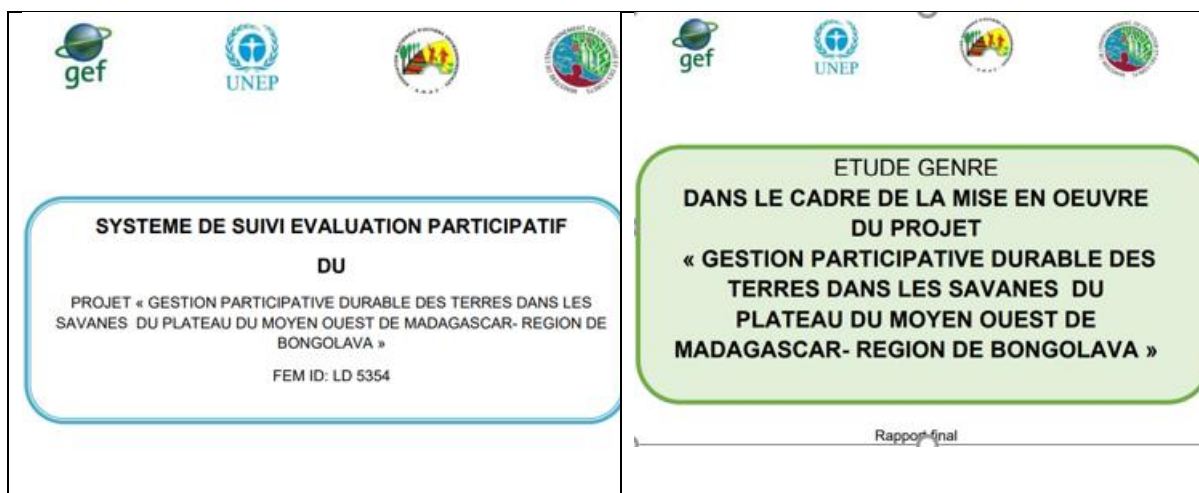 gef
UNEP
SYSTEME DE SUIVI EVALUATION PARTICIPATIF
DU
PROJET « GESTION PARTICIPATIVE DURABLE DES TERRES DANS LES
SAVANES DU PLATEAU DU MOYEN OUEST DE MADAGASCAR- REGION DE
BONGOLAVA »
FEM ID: LD 5354
gef
UNEP
ETUDE GENRE
DANS LE CADRE DE LA MISE EN OEUVRE
DU PROJET
« GESTION PARTICIPATIVE DURABLE DES
TERRES DANS LES SAVANES DU
PLATEAU DU MOYEN OUEST DE
MADAGASCAR- REGION DE BONGOLAVA »
Rapport final